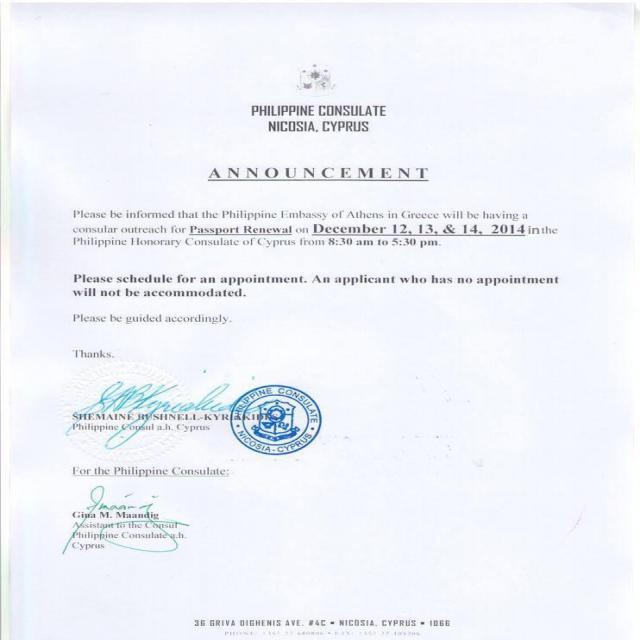 PHILIPPINE CONSULATE
NICOSIA, CYPRUS
ANNOUNCEMENT
Please be informed that the Philippine Embassy of Athens in Greece will be having a
consular outreach for Passport Renewal on December 12, 13, & 14, 2014 in the
Philippine Honorary Consulate of Cyprus from 8:30 am to 5:30 pm.
Please schedule for an appointment. An applicant who has no appointment
will not be accommodated.
Please be guided accordingly.
Thanks.
SHEMAINE BUSHNELL-KYRIAKIDES
Philippine Consul a.h. Cyprus
PHILIPPINE CONSULATE
NICOSIA-CYPRUS
For the Philippine Consulate:
Gina M. Maandig
Assistant to the Consul
Philippine Consulate a.h.
Cyprus
36 GRIVA DIGHENIS AVE. #4C • NICOSIA, CYPRUS • 1066